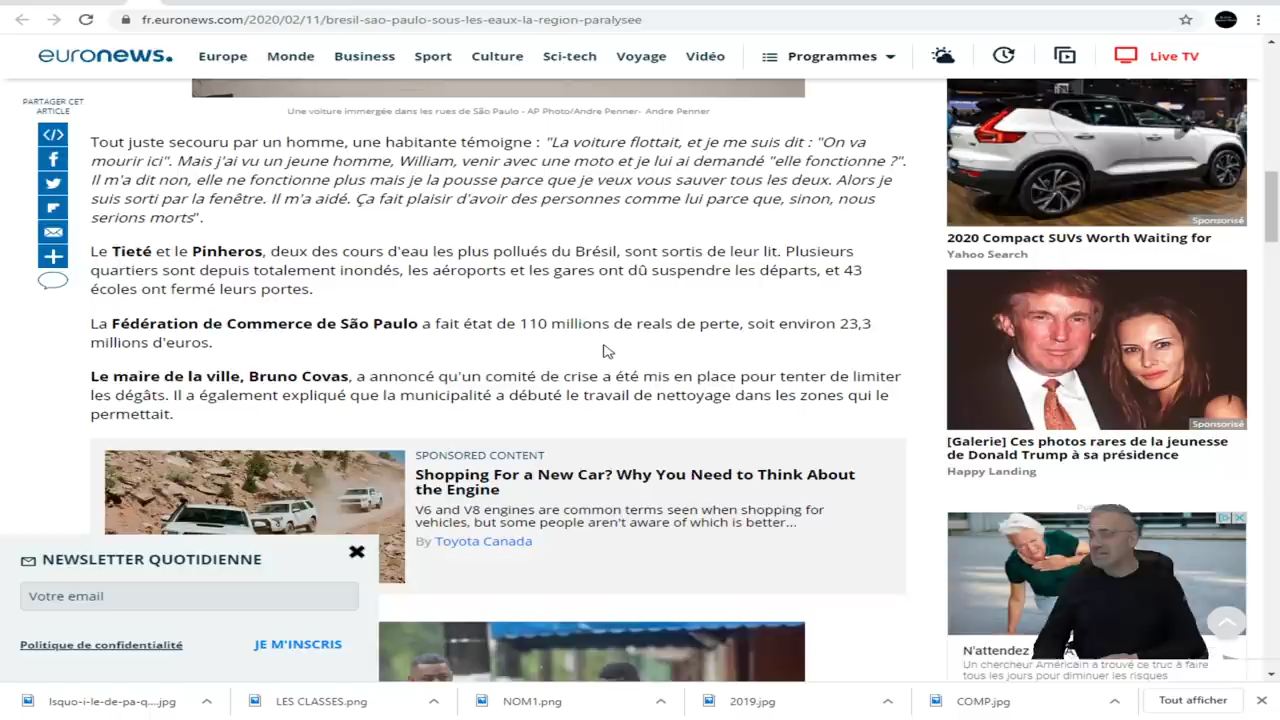 fr.euronews.com/2020/02/11/bresil-sao-paulo-sous-les-eaux-la-region-paralysee
euronews.
Europe Monde Business Sport Culture Sci-tech Voyage Vidéo Programmes Live TV
PARTAGER CET
ARTICLE
Une voiture immergée dans les rues de São Paulo - AP Photo/Andre Penner- Andre Penner
Tout juste secouru par un homme, une habitante témoigne : "La voiture flottait, et je me suis dit : "On va
mourir ici". Mais j'ai vu un jeune homme, William, venir avec une moto et je lui ai demandé "elle fonctionne ?".
Il m'a dit non, elle ne fonctionne plus mais je la pousse parce que je veux vous sauver tous les deux. Alors je
suis sorti par la fenêtre. Il m'a aidé. Ça fait plaisir d'avoir des personnes comme lui parce que, sinon, nous
serions morts".
Le Tieté et le Pinheros, deux des cours d'eau les plus pollués du Brésil, sont sortis de leur lit. Plusieurs
quartiers sont depuis totalement inondés, les aéroports et les gares ont dû suspendre les départs, et 43
écoles ont fermé leurs portes.
La Fédération de Commerce de São Paulo a fait état de 110 millions de reals de perte, soit environ 23,3
millions d'euros.
Le maire de la ville, Bruno Covas, a annoncé qu'un comité de crise a été mis en place pour tenter de limiter
les dégâts. Il a également expliqué que la municipalité a débuté le travail de nettoyage dans les zones qui le
permettait.
SPONSORED CONTENT
Shopping For a New Car? Why You Need to Think About
the Engine
V6 and V8 engines are common terms seen when shopping for
vehicles, but some people aren't aware of which is better...
By Toyota Canada
Sponsorisé
2020 Compact SUVs Worth Waiting for
Yahoo Search
Sponsorisé
[Galerie] Ces photos rares de la jeunesse
de Donald Trump à sa présidence
Happy Landing
N'attendez
Un chercheur Américain a trouvé ce truc à faire
tous les jours pour diminuer les risques
NEWSLETTER QUOTIDIENNE
Votre email
Politique de confidentialité JE M'INSCRIS
Isquo-i-le-de-pa-q....jpg LES CLASSES.png NOM1.png 2019.jpg COMP.jpg Tout afficher